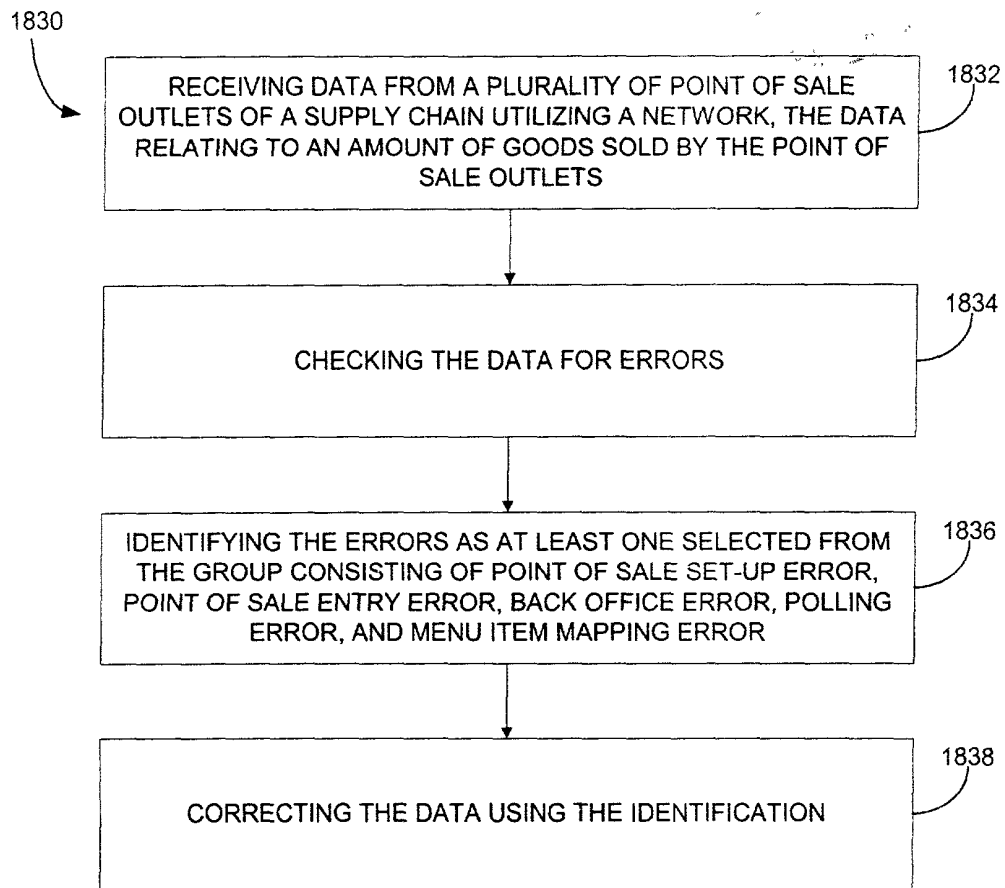 1830
RECEIVING DATA FROM A PLURALITY OF POINT OF SALE
OUTLETS OF A SUPPLY CHAIN UTILIZING A NETWORK, THE DATA
RELATING TO AN AMOUNT OF GOODS SOLD BY THE POINT OF
SALE OUTLETS
1832
CHECKING THE DATA FOR ERRORS
1834
IDENTIFYING THE ERRORS AS AT LEAST ONE SELECTED FROM
THE GROUP CONSISTING OF POINT OF SALE SET-UP ERROR,
POINT OF SALE ENTRY ERROR, BACK OFFICE ERROR, POLLING
ERROR, AND MENU ITEM MAPPING ERROR
1836
CORRECTING THE DATA USING THE IDENTIFICATION
1838